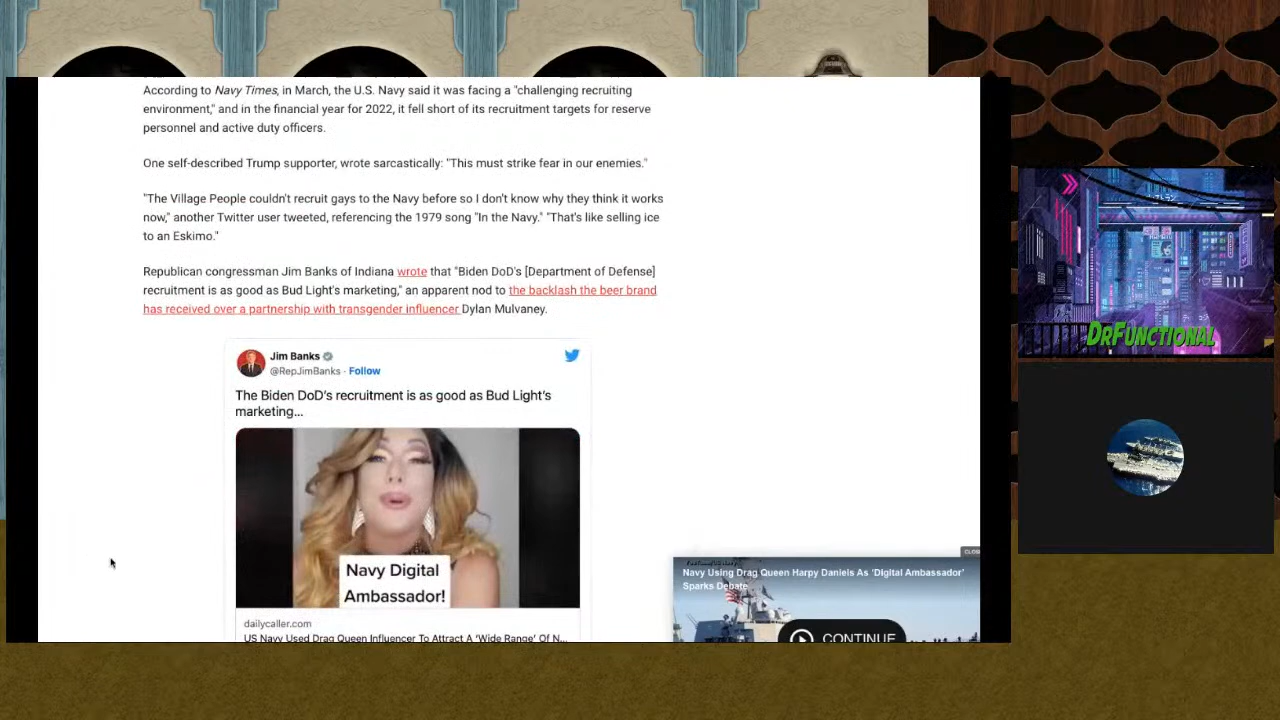 According to Navy Times, in March, the U.S. Navy said it was facing a "challenging recruiting
environment," and in the financial year for 2022, it fell short of its recruitment targets for reserve
personnel and active duty officers.
One self-described Trump supporter, wrote sarcastically: "This must strike fear in our enemies."
"The Village People couldn't recruit gays to the Navy before so I don't know why they think it works
now," another Twitter user tweeted, referencing the 1979 song "In the Navy." "That's like selling ice
to an Eskimo."
Republican congressman Jim Banks of Indiana wrote that "Biden DoD's [Department of Defense]
recruitment is as good as Bud Light's marketing," an apparent nod to the backlash the beer brand
has received over a partnership with transgender influencer Dylan Mulvaney.
Jim Banks
@RepJimBanks · Follow
The Biden DoD's recruitment is as good as Bud Light's
marketing...
Navy Digital
Ambassador!
dailycaller.com
US Navy Used Drag Queen Influencer To Attract A 'Wide Range' Of N...
CLOS
Navy Using Drag Queen Harpy Daniels As 'Digital Ambassador'
Sparks Debate
CONTINUE
DRFUNCTIONAL